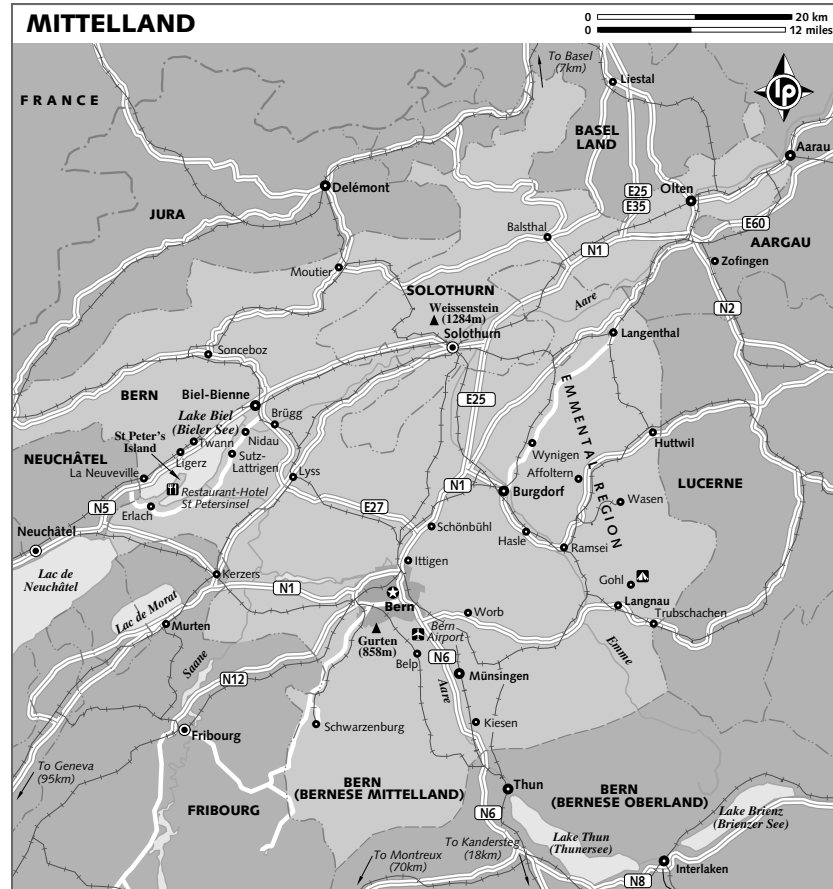 MITTELLAND
0 20 km
0 12 miles
To Basel
(7km)
Liestal
FRANCE
lp
BASEL
LAND
Aarau
Delémont
E25
Olten
E35
JURA
E60
Balsthal
N1
AARGAU
Zofingen
Moutier
SOLOTHURN
Aare
N2
Weissenstein
(1284m)
Solothurn
Langenthal
Sonceboz
BERN
Biel-Bienne
E25
EMMENTAL REGION
Lake Biel
(Bieler See)
Brügg
St Peter's
Island
Twann
Nidau
Huttwil
NEUCHÂTEL
Ligerz
Sutz-
Lattrigen
Wynigen
La Neuveville
Lyss
Affoltern
LUCERNE
N1
Burgdorf
Restaurant-Hotel
St Petersinsel
Wasen
N5
Erlach
E27
Schönbühl
Neuchâtel
Hasle
Ramsei
Ittigen
Lac de
Neuchâtel
Kerzers
Gohl
N1
Bern
Langnau
Lac de Morat
Worb
Trubschachen
Murten
Gurten
(858m)
Bern
Airport
Emme
Saane
Belp
N6
N12
Aare
Münsingen
Schwarzenburg
Kiesen
Fribourg
To Geneva
(95km)
BERN
(BERNESE MITTELLAND)
Thun
BERN
(BERNESE OBERLAND)
FRIBOURG
N6
Lake Brienz
(Brienzer See)
Lake Thun
(Thunersee)
To Kandersteg
(18km)
To Montreux
(70km)
Interlaken
N8